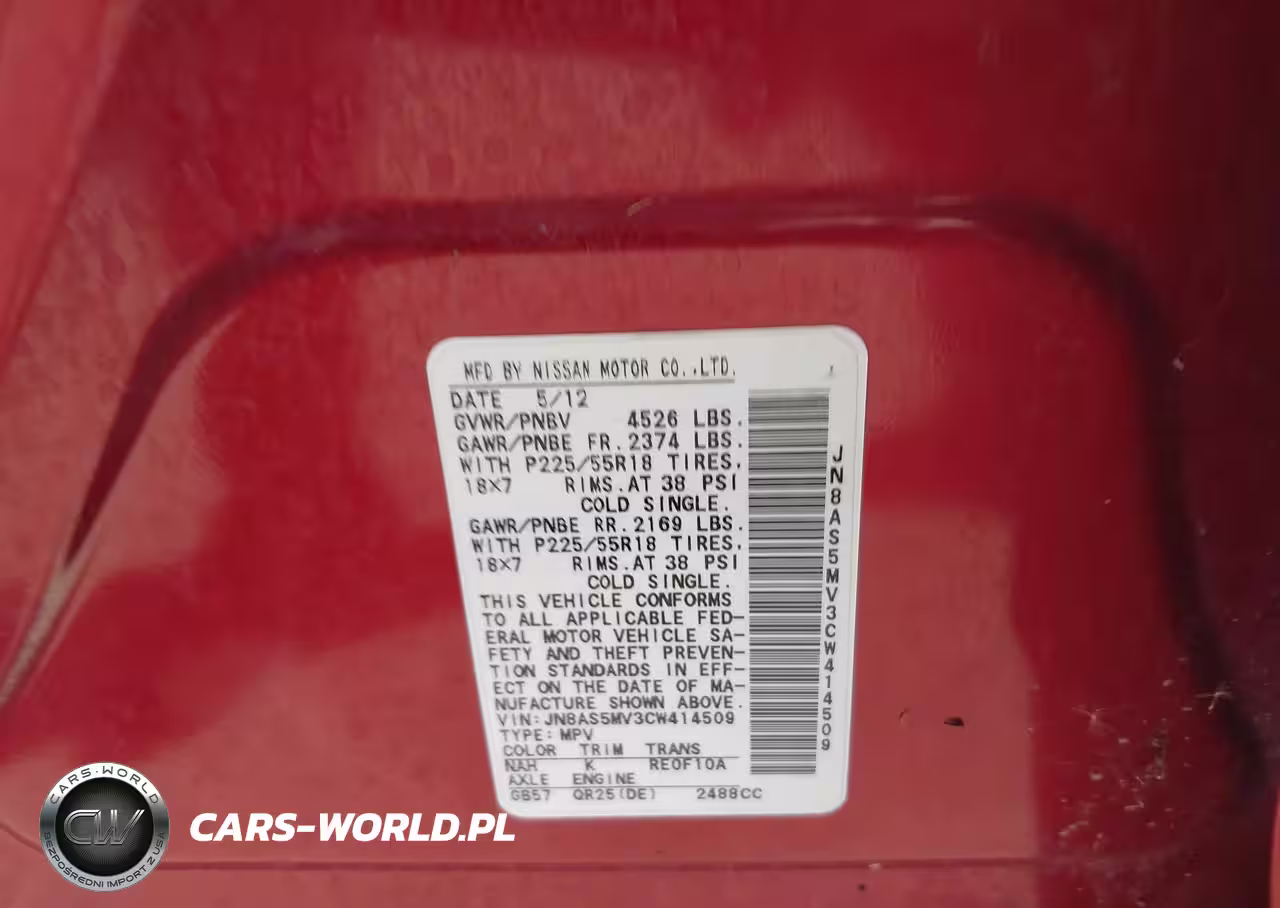 MFD BY NISSAN MOTOR CO.,LTD.
DATE 5/12
GVWR/PNBV 4526 LBS.
GAWR/PNBE FR.2374 LBS.
WITH P225/55R18 TIRES,
18×7 RIMS.AT 38 PSI
COLD SINGLE.
GAWR/PNBE RR.2169 LBS.
WITH P225/55R18 TIRES,
18×7 RIMS.AT 38 PSI
COLD SINGLE.
THIS VEHICLE CONFORMS
TO ALL APPLICABLE FED-
ERAL MOTOR VEHICLE SA-
FETY AND THEFT PREVEN-
TION STANDARDS IN EFF-
ECT ON THE DATE OF MA-
NUFACTURE SHOWN ABOVE.
VIN:JN8AS5MV3CW414509
TYPE:MPV
COLOR TRIM TRANS
NAH K RE0F10A
AXLE ENGINE
GB57 QR25(DE) 2488CC
JN8AS5MV3CW414509
CARS-WORLD
CW
BEZPOŚREDNI IMPORT Z USA
CARS-WORLD.PL